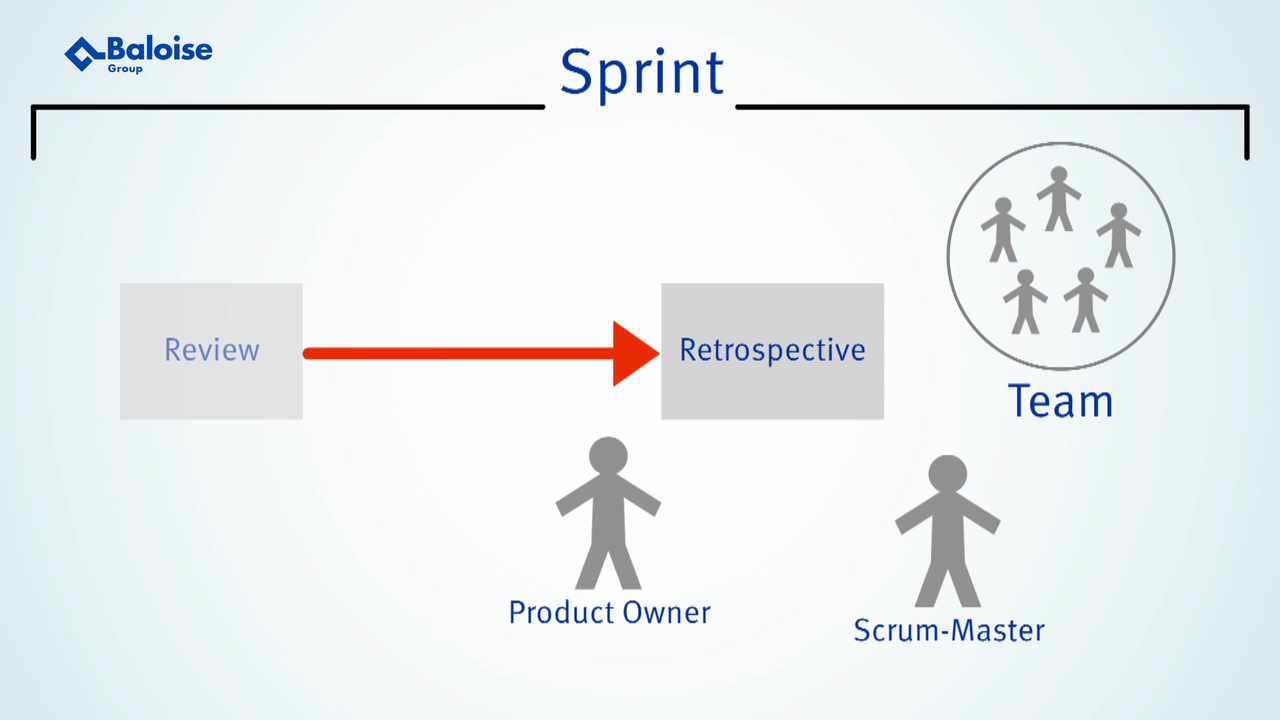 Baloise
Group
Sprint
Review
Retrospective
Team
Product Owner
Scrum-Master